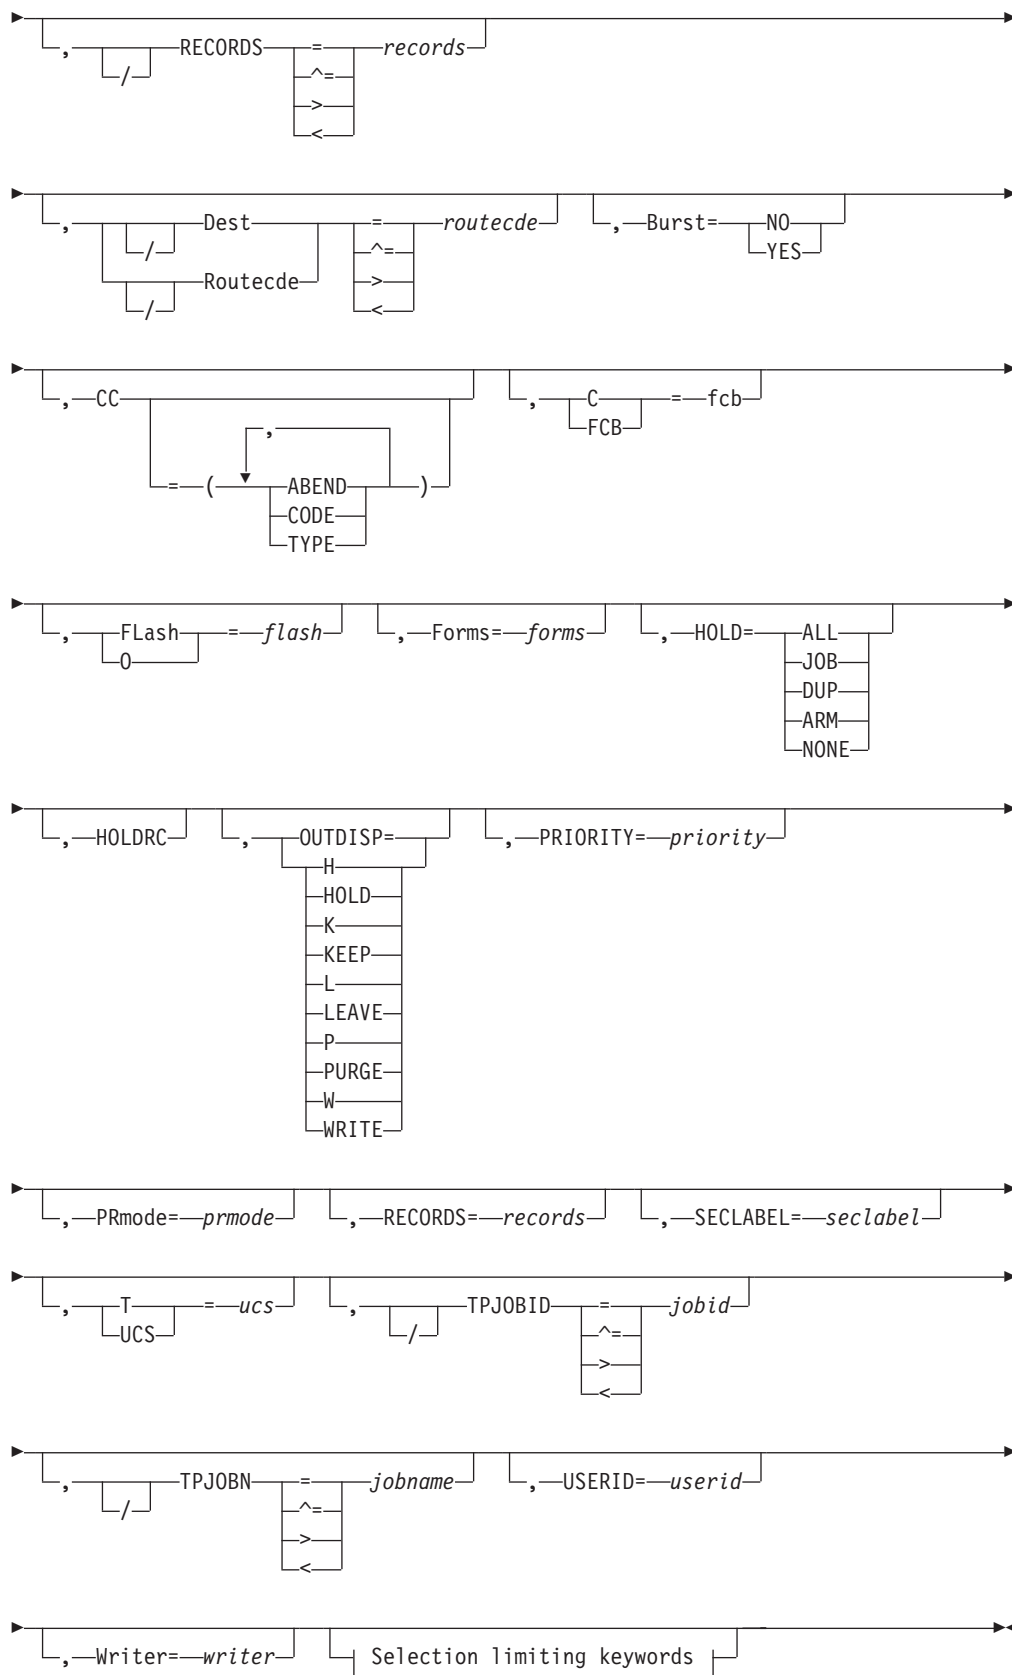 , / RECORDS = records
^=
>
<
, / Dest = routecde , Burst= NO
^= YES
/ Routecde >
<
, CC , C = fcb
, FCB
= ( ABEND )
CODE
TYPE
, FLash = flash , Forms= forms , HOLD= ALL
O JOB
DUP
ARM
NONE
, HOLDRC , OUTDISP= , PRIORITY= priority
H
HOLD
K
KEEP
L
LEAVE
P
PURGE
W
WRITE
, PRmode= prmode , RECORDS= records , SECLABEL= seclabel
, T = ucs , / TPJOBID = jobid
UCS ^=
>
<
, / TPJOBN = jobname , USERID= userid
^=
>
<
, Writer= writer Selection limiting keywords